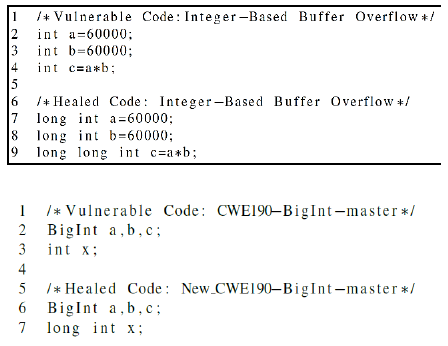 1 /*Vulnerable Code:Integer−Based Buffer Overflow*/
2 int a=60000;
3 int b=60000;
4 int c=a*b;
5
6 /*Healed Code: Integer−Based Buffer Overflow*/
7 long int a=60000;
8 long int b=60000;
9 long long int c=a*b;
1 /*Vulnerable Code: CWE190−BigInt−master*/
2 BigInt a,b,c;
3 int x;
4
5 /*Healed Code: New_CWE190−BigInt−master*/
6 BigInt a,b,c;
7 long int x;